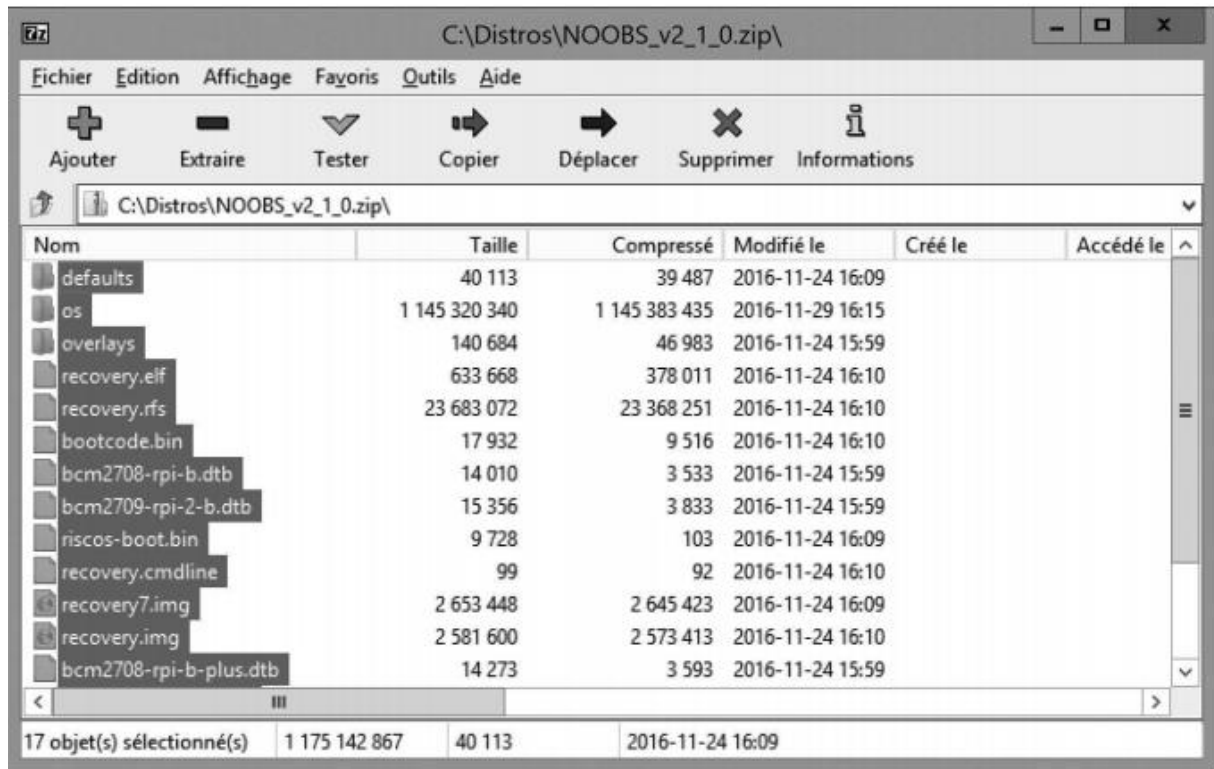 7z
C:\Distros\NOOBS_v2_1_0.zip\
Fichier Edition Affichage Favoris Outils Aide
Ajouter Extraire Tester Copier Déplacer Supprimer Informations
C:\Distros\NOOBS_v2_1_0.zip\
Nom Taille Compressé Modifié le Créé le Accédé le
defaults 40 113 39 487 2016-11-24 16:09
os 1 145 320 340 1 145 383 435 2016-11-29 16:15
overlays 140 684 46 983 2016-11-24 15:59
recovery.elf 633 668 378 011 2016-11-24 16:10
recovery.rfs 23 683 072 23 368 251 2016-11-24 16:10
bootcode.bin 17 932 9 516 2016-11-24 16:10
bcm2708-rpi-b.dtb 14 010 3 533 2016-11-24 15:59
bcm2709-rpi-2-b.dtb 15 356 3 833 2016-11-24 15:59
riscos-boot.bin 9 728 103 2016-11-24 16:09
recovery.cmdline 99 92 2016-11-24 16:10
recovery7.img 2 653 448 2 645 423 2016-11-24 16:09
recovery.img 2 581 600 2 573 413 2016-11-24 16:10
bcm2708-rpi-b-plus.dtb 14 273 3 593 2016-11-24 15:59
17 objet(s) sélectionné(s) 1 175 142 867 40 113 2016-11-24 16:09